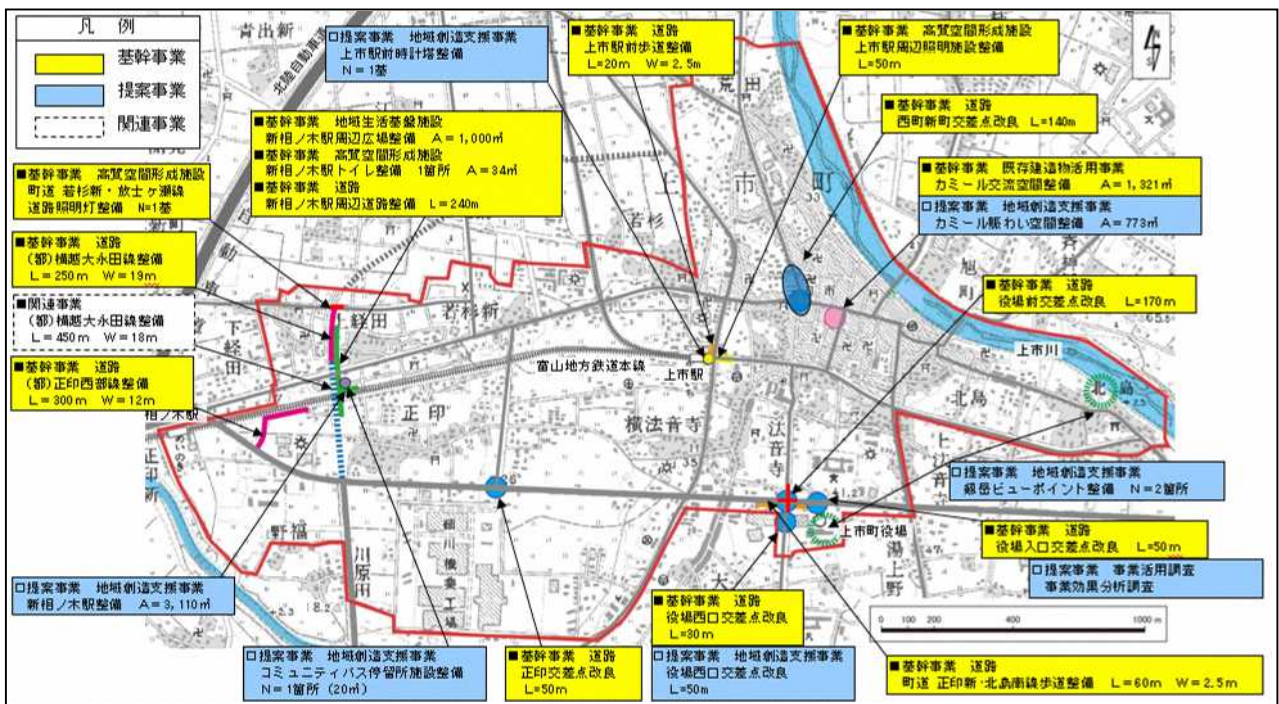 凡 例
基幹事業
提案事業
関連事業
□提案事業 地域創造支援事業
上市駅前時計塔整備
N=1基
■基幹事業 道路
上市駅前歩道整備
L=20m W=2.5m
■基幹事業 高質空間形成施設
上市駅周辺照明施設整備
L=50m
■基幹事業 道路
西町新町交差点改良 L=140m
■基幹事業 既存建造物活用事業
カミール交流空間整備 A=1,321㎡
□提案事業 地域創造支援事業
カミール賑わい空間整備 A=773㎡
■基幹事業 道路
役場前交差点改良 L=170m
■基幹事業 地域生活基盤施設
新相ノ木駅周辺広場整備 A=1,000㎡
■基幹事業 高質空間形成施設
新相ノ木駅トイレ整備 1箇所 A=34㎡
■基幹事業 道路
新相ノ木駅周辺道路整備 L=240m
■基幹事業 高質空間形成施設
町道 若杉新・放士ヶ瀬線
道路照明灯整備 N=1基
■基幹事業 道路
(都)横越大永田線整備
L=250m W=19m
■関連事業
(都)横越大永田線整備
L=450m W=18m
■基幹事業 道路
(都)正印西部線整備
L=300m W=12m
青出新
北陸自動車道
荒田
上市町
若杉
若杉新
経田
下経田
旭
富山地方鉄道本線
上市駅
上市川
北島
北島
相ノ木駅
正印
正印新
横法音寺
法音寺
上法音寺
上市町役場
湯上野
野福
川原田
□提案事業 地域創造支援事業
剱岳ビューポイント整備 N=2箇所
■基幹事業 道路
役場入口交差点改良 L=50m
□提案事業 事業活用調査
事業効果分析調査
0 100 200 400 1000 m
□提案事業 地域創造支援事業
新相ノ木駅整備 A=3,110㎡
□提案事業 地域創造支援事業
コミュニティバス停留所施設整備
N=1箇所(20㎡)
■基幹事業 道路
正印交差点改良
L=50m
■基幹事業 道路
役場西口交差点改良
L=30m
□提案事業 地域創造支援事業
役場西口交差点改良
L=50m
■基幹事業 道路
町道 正印新・北島南線歩道整備 L=60m W=2.5m